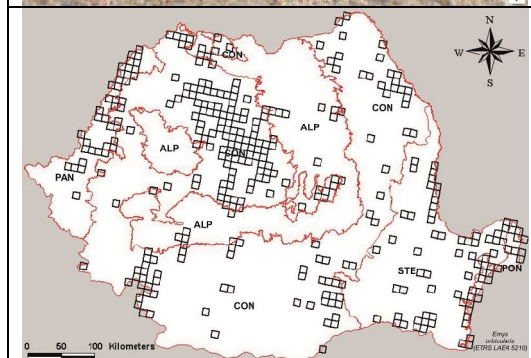 N
W E
S
CON
CON
ALP
ALP
CON
PAN
ALP
STE
PON
CON
Emys
orbicularis
(ETRS LAEA 5210)
0 50 100 Kilometers